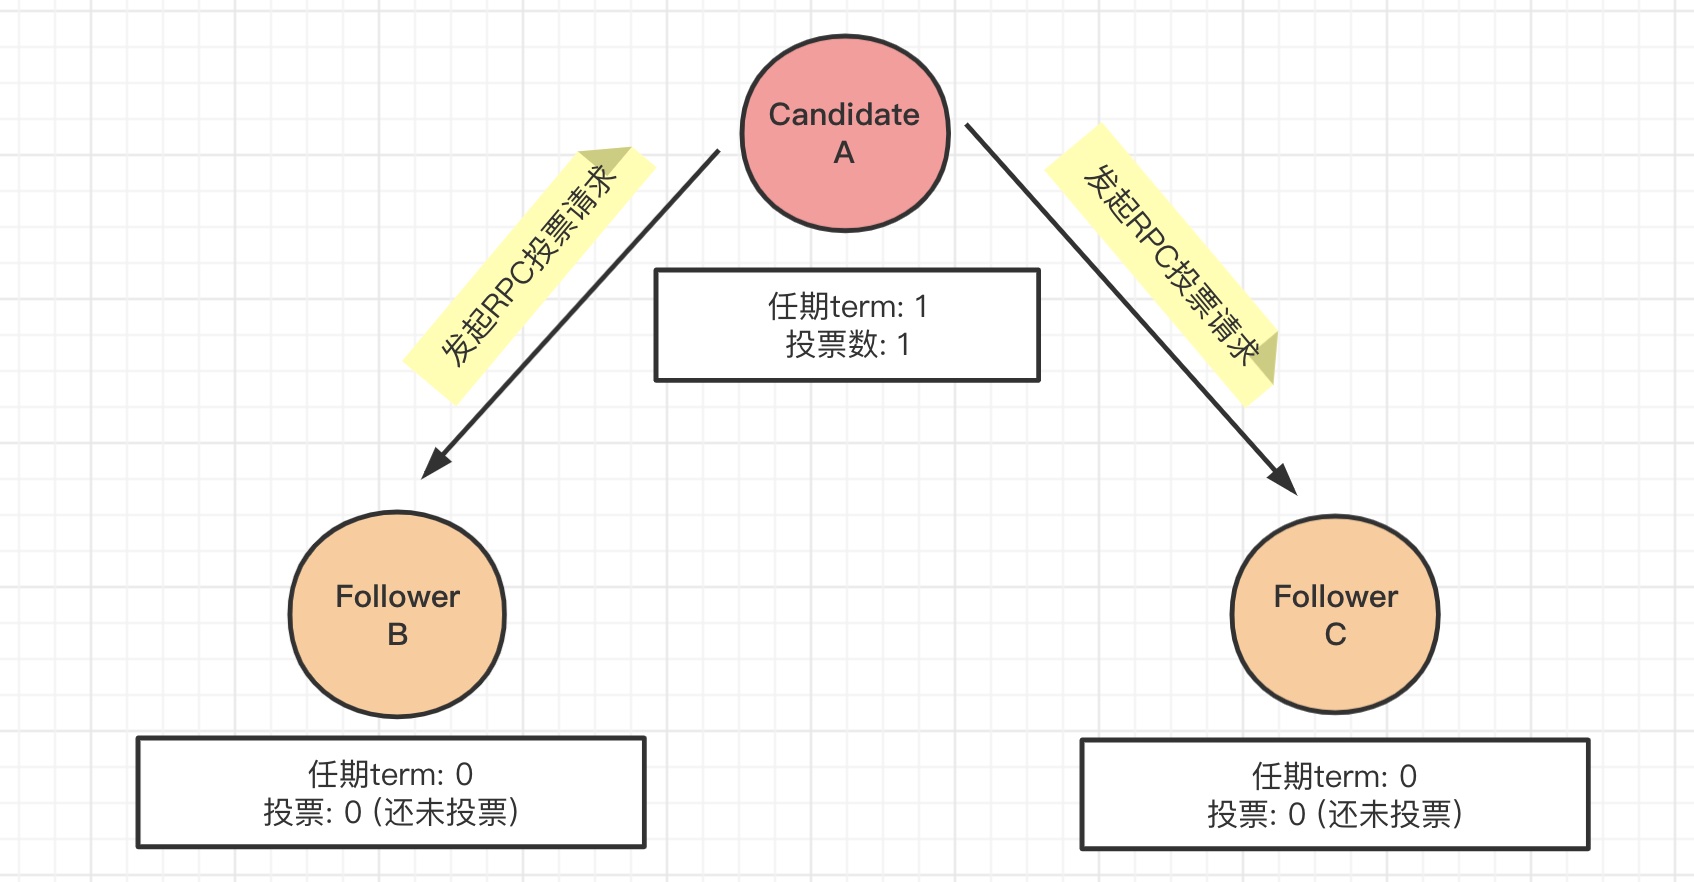 Candidate
A
发起RPC投票请求
发起RPC投票请求
任期term: 1
投票数: 1
Follower
B
Follower
C
任期term: 0
投票: 0 (还未投票)
任期term: 0
投票: 0 (还未投票)